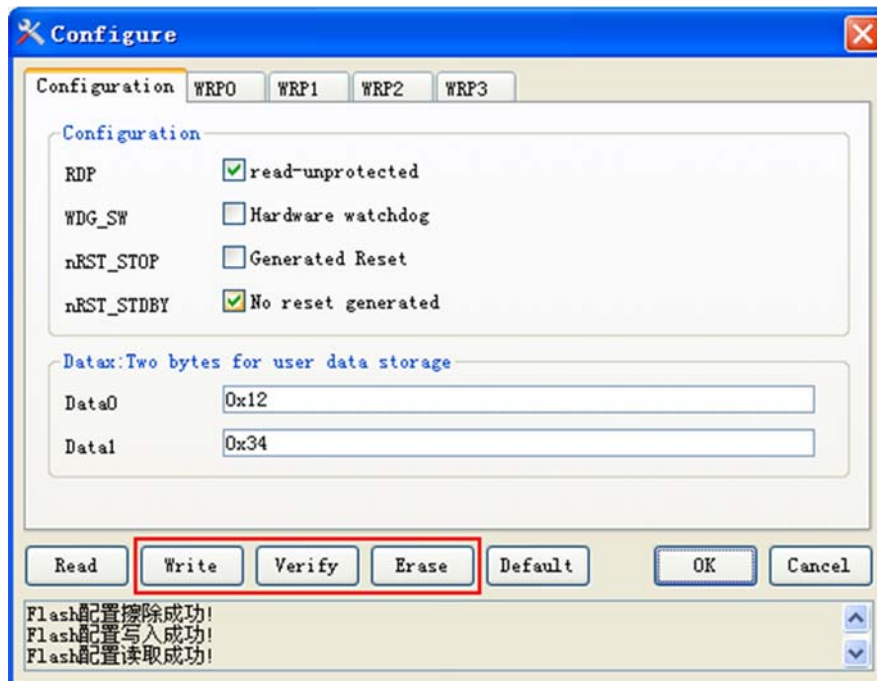 Configure
Configuration WRP0 WRP1 WRP2 WRP3
Configuration
RDP read-unprotected
WDG_SW Hardware watchdog
nRST_STOP Generated Reset
nRST_STDBY No reset generated
Datax:Two bytes for user data storage
Data0 0x12
Data1 0x34
Read Write Verify Erase Default OK Cancel
Flash配置擦除成功!
Flash配置写入成功!
Flash配置读取成功!